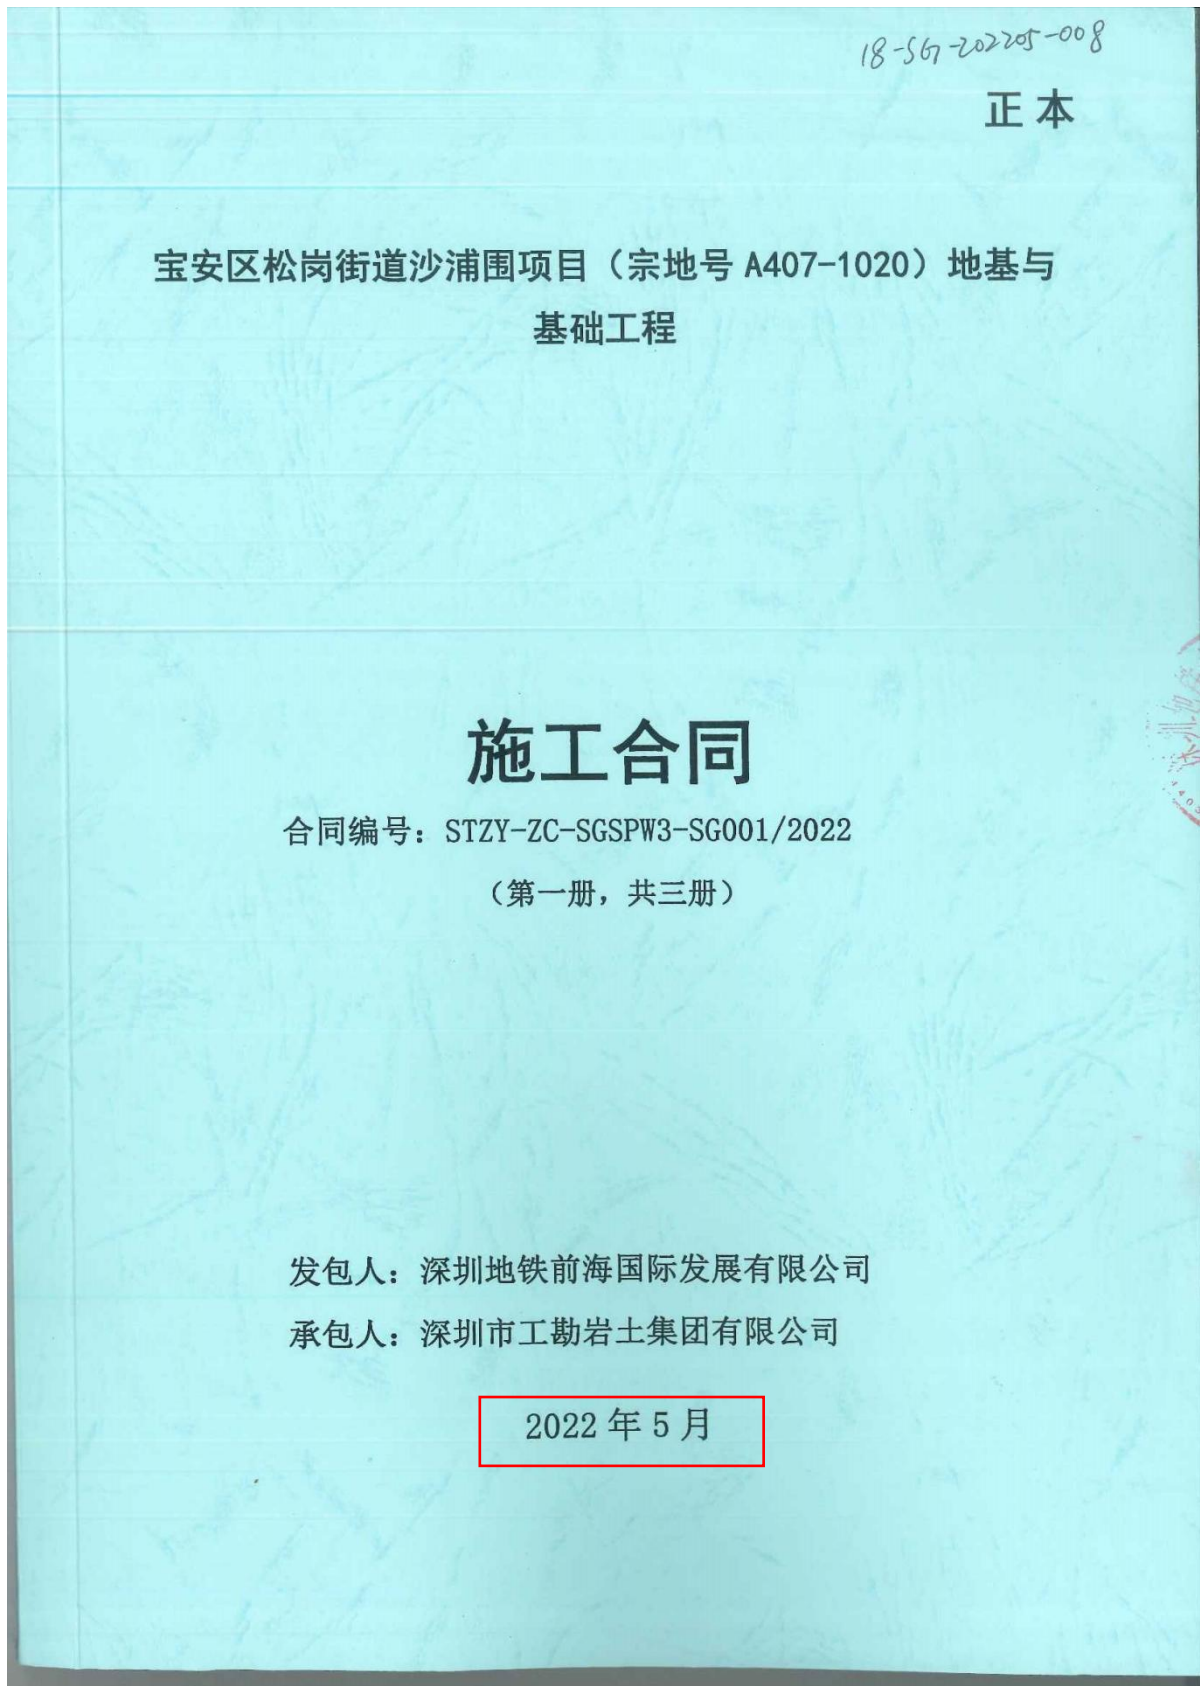 18-SG-202205-008
正本
宝安区松岗街道沙浦围项目（宗地号 A407-1020）地基与
基础工程
施工合同
合同编号：STZY-ZC-SGSPW3-SG001/2022
（第一册，共三册）
发包人：深圳地铁前海国际发展有限公司
承包人：深圳市工勘岩土集团有限公司
2022 年 5 月